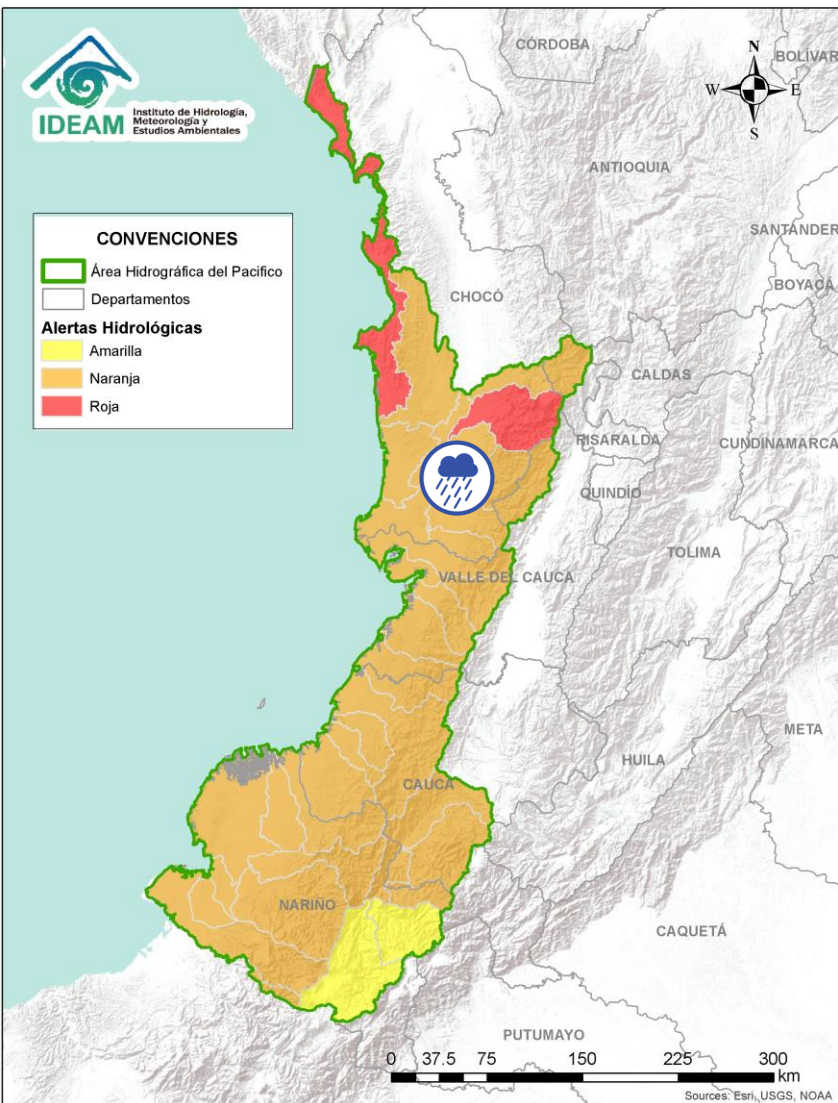 IDEAM
Instituto de Hidrología,
Meteorología y
Estudios Ambientales
CÓRDOBA
BOLÍVAR
N
W
E
S
ANTIOQUIA
SANTANDER
BOYACÁ
CONVENCIONES
Área Hidrográfica del Pacifico
Departamentos
Alertas Hidrológicas
Amarilla
Naranja
Roja
CHOCÓ
CALDAS
RISARALDA
CUNDINAMARCA
QUINDÍO
TOLIMA
VALLE DEL CAUCA
META
HUILA
CAUCA
NARIÑO
CAQUETÁ
PUTUMAYO
0 37.5 75 150 225 300
km
Sources: Esri, USGS, NOAA